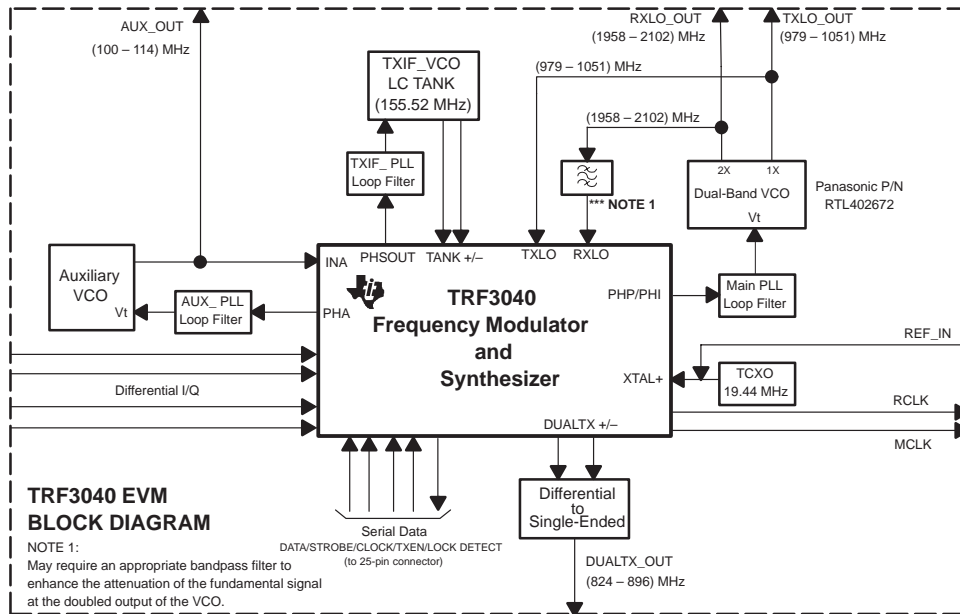 AUX_OUT
(100 – 114) MHz
RXLO_OUT
(1958 – 2102) MHz
TXLO_OUT
(979 – 1051) MHz
TXIF_VCO
LC TANK
(155.52 MHz)
(979 – 1051) MHz
(1958 – 2102) MHz
TXIF_ PLL
Loop Filter
*** NOTE 1
2X
1X
Dual-Band VCO
Vt
Panasonic P/N
RTL402672
Auxiliary
VCO
Vt
AUX_ PLL
Loop Filter
INA
PHA
PHSOUT
TANK +/–
TXLO
RXLO
TRF3040
Frequency Modulator
and
Synthesizer
PHP/PHI
Main PLL
Loop Filter
REF_IN
XTAL+
TCXO
19.44 MHz
RCLK
MCLK
Differential I/Q
DUALTX +/–
Differential
to
Single-Ended
DUALTX_OUT
(824 – 896) MHz
Serial Data
DATA/STROBE/CLOCK/TXEN/LOCK DETECT
(to 25-pin connector)
TRF3040 EVM
BLOCK DIAGRAM
NOTE 1:
May require an appropriate bandpass filter to
enhance the attenuation of the fundamental signal
at the doubled output of the VCO.